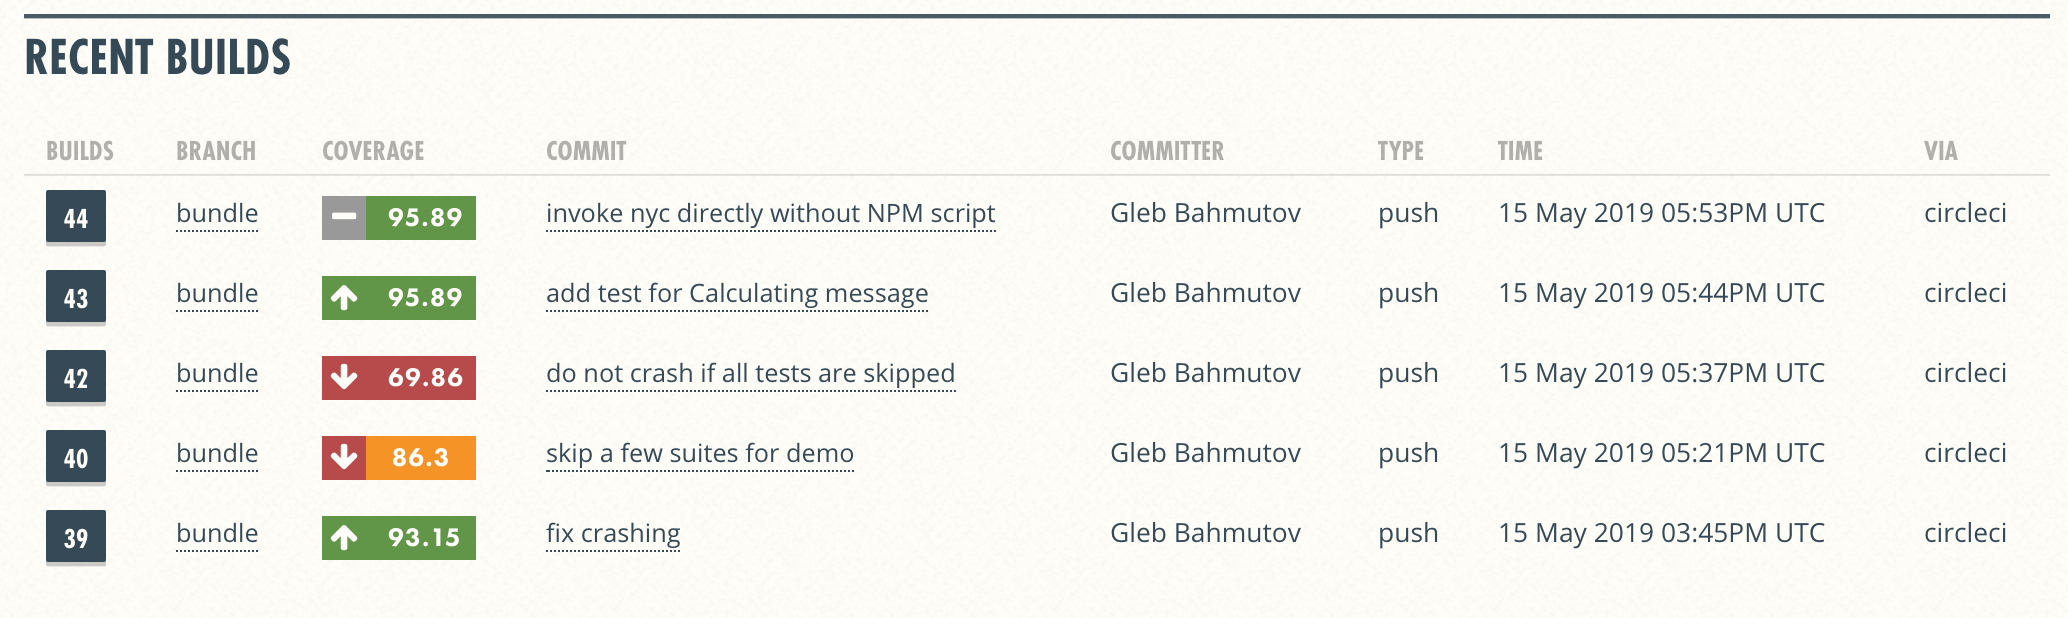 RECENT BUILDS
BUILDS BRANCH COVERAGE COMMIT COMMITTER TYPE TIME VIA
44 bundle 95.89 invoke nyc directly without NPM script Gleb Bahmutov push 15 May 2019 05:53PM UTC circleci
43 bundle 95.89 add test for Calculating message Gleb Bahmutov push 15 May 2019 05:44PM UTC circleci
42 bundle 69.86 do not crash if all tests are skipped Gleb Bahmutov push 15 May 2019 05:37PM UTC circleci
40 bundle 86.3 skip a few suites for demo Gleb Bahmutov push 15 May 2019 05:21PM UTC circleci
39 bundle 93.15 fix crashing Gleb Bahmutov push 15 May 2019 03:45PM UTC circleci